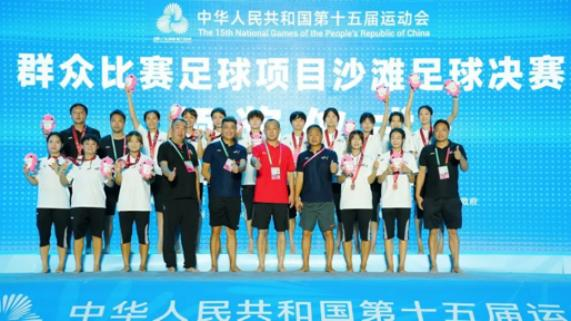 中华人民共和国第十五届运动会
The 15th National Games of the People's Republic of China
群众比赛足球项目沙滩足球决赛
中华人民共和国第十五届运动